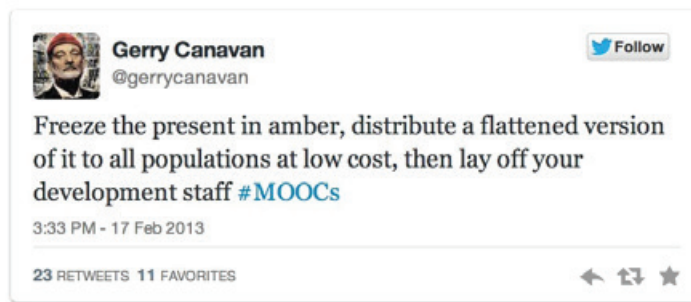 Gerry Canavan
Follow
@gerrycanavan
Freeze the present in amber, distribute a flattened version
of it to all populations at low cost, then lay off your
development staff #MOOCs
3:33 PM - 17 Feb 2013
23 RETWEETS 11 FAVORITES